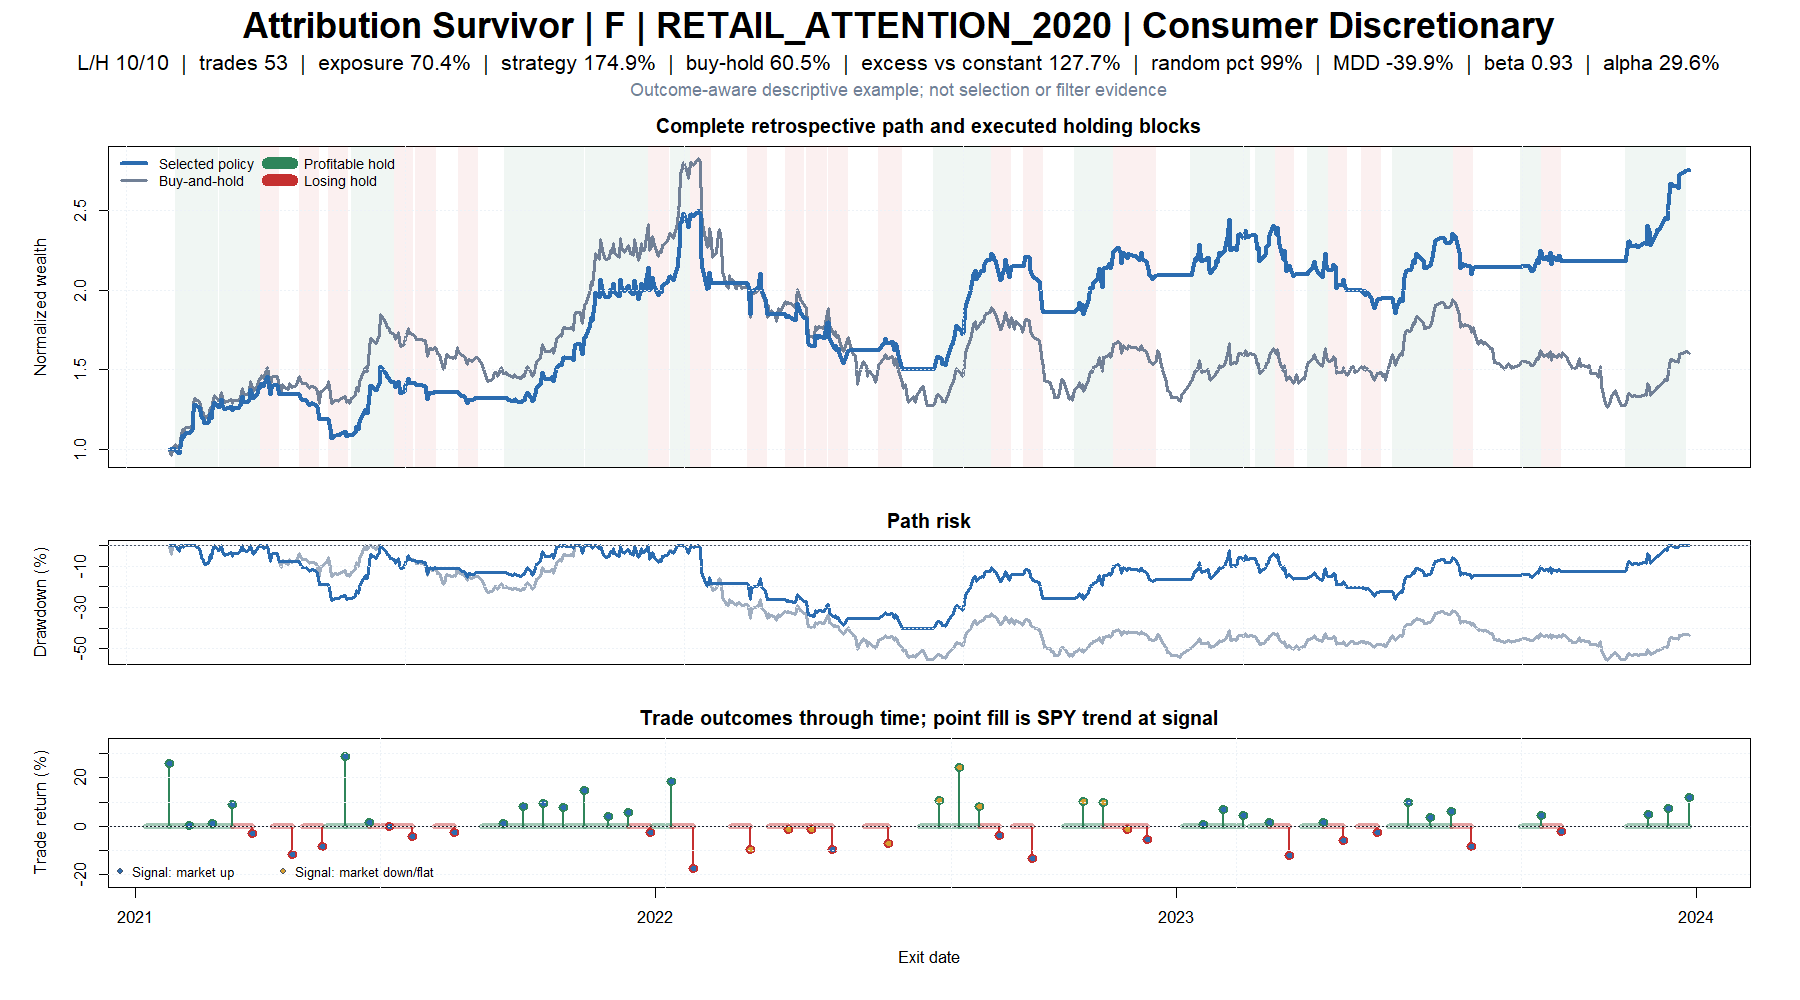 Attribution Survivor | F | RETAIL_ATTENTION_2020 | Consumer Discretionary
L/H 10/10 | trades 53 | exposure 70.4% | strategy 174.9% | buy-hold 60.5% | excess vs constant 127.7% | random pct 99% | MDD -39.9% | beta 0.93 | alpha 29.6%
Outcome-aware descriptive example; not selection or filter evidence
Complete retrospective path and executed holding blocks
Selected policy
Profitable hold
Buy-and-hold
Losing hold
Normalized wealth
2.5
2.0
1.5
1.0
Path risk
Drawdown (%)
-10
-30
-50
Trade outcomes through time; point fill is SPY trend at signal
Trade return (%)
20
0
-20
Signal: market up
Signal: market down/flat
2021
2022
2023
2024
Exit date